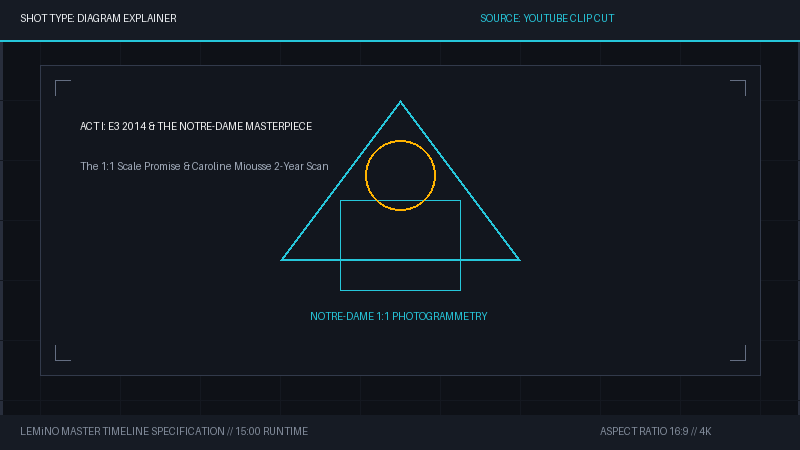 SHOT TYPE: DIAGRAM EXPLAINER
SOURCE: YOUTUBE CLIP CUT
ACT I: E3 2014 & THE NOTRE-DAME MASTERPIECE
The 1:1 Scale Promise & Caroline Miousse 2-Year Scan
NOTRE-DAME 1:1 PHOTOGRAMMETRY
LEMiNO MASTER TIMELINE SPECIFICATION // 15:00 RUNTIME
ASPECT RATIO 16:9 // 4K